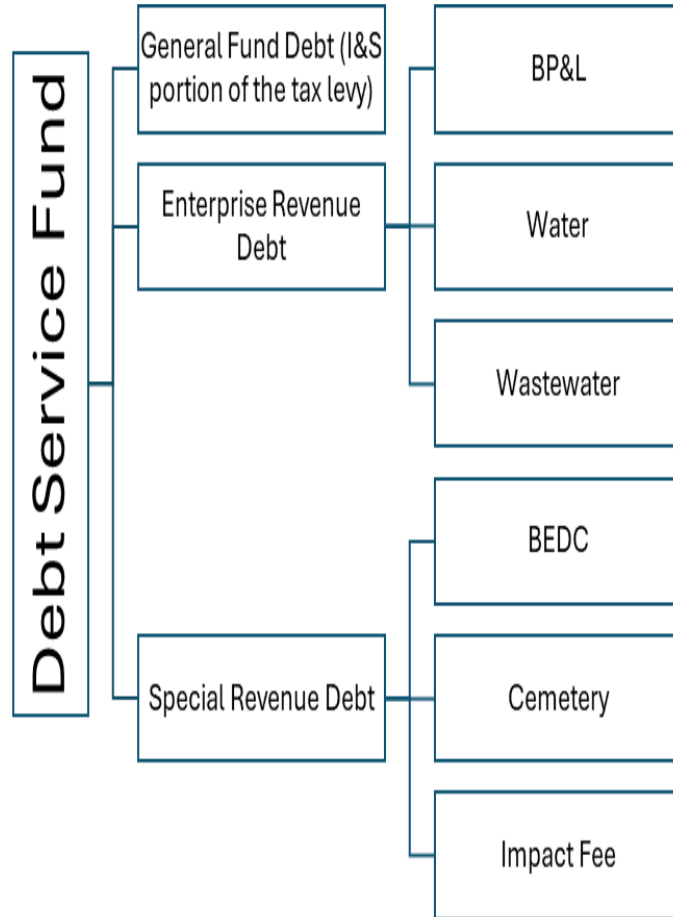 Debt Service Fund
General Fund Debt (I&S
portion of the tax levy)
Enterprise Revenue
Debt
Special Revenue Debt
BP&L
Water
Wastewater
BEDC
Cemetery
Impact Fee